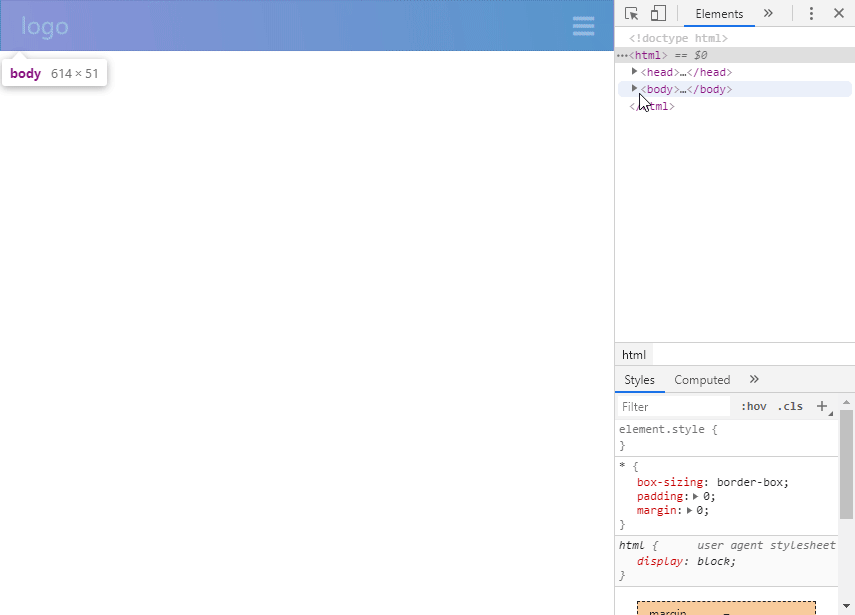 logo
body 614 × 51
Elements
<!doctype html>
…<html> == $0
<head>…</head>
<body>…</body>
</html>
html
Styles Computed
Filter :hov .cls
element.style {
}
* {
box-sizing: border-box;
padding: 0;
margin: 0;
}
html { user agent stylesheet
display: block;
}
margin